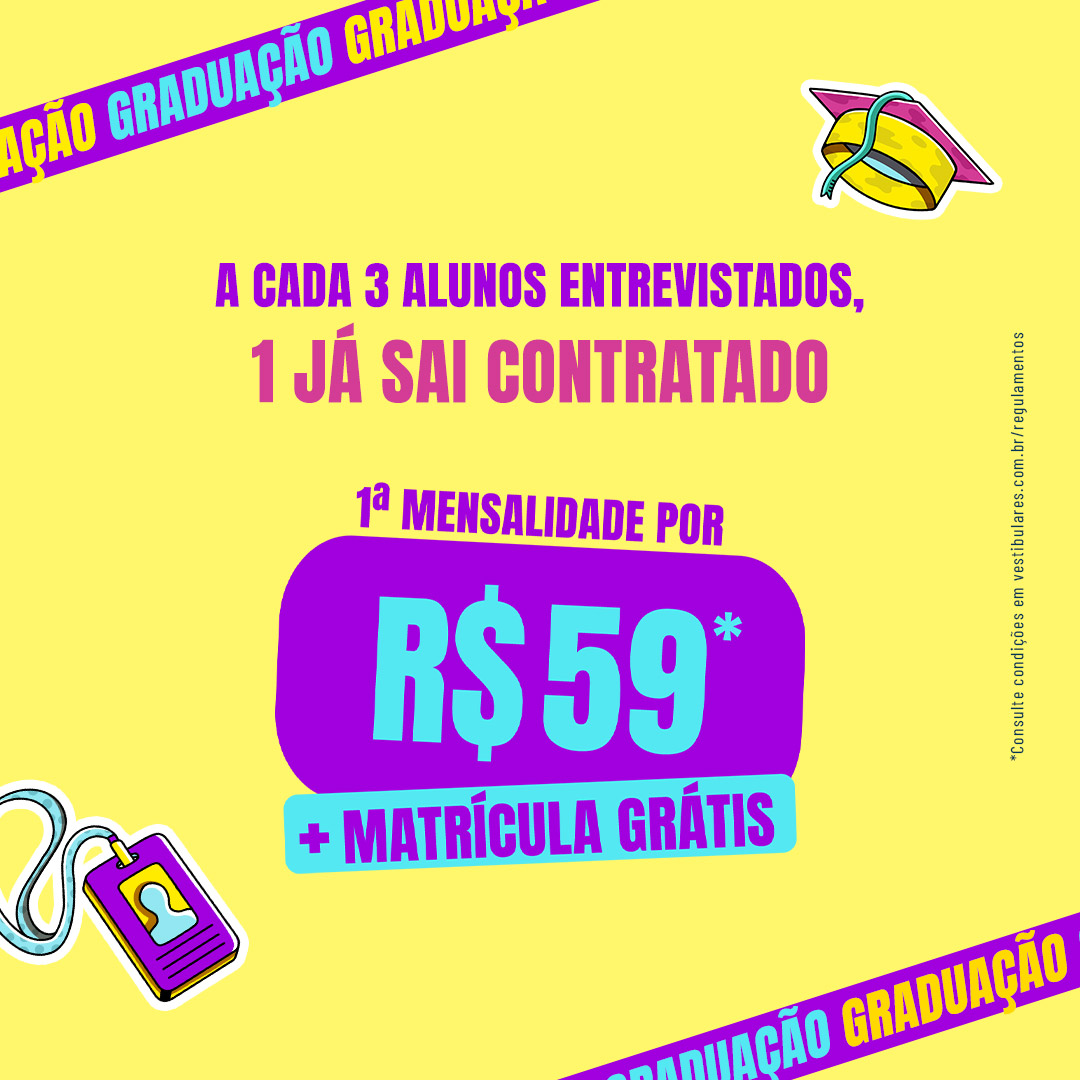 AÇÃO GRADUAÇÃO GRADUAÇÃ
A CADA 3 ALUNOS ENTREVISTADOS,
1 JÁ SAI CONTRATADO
1ª MENSALIDADE POR
R$59*
+ MATRÍCULA GRÁTIS
*Consulte condições em vestibulares.com.br/regulamentos
GRADUAÇÃO GRADUAÇÃO